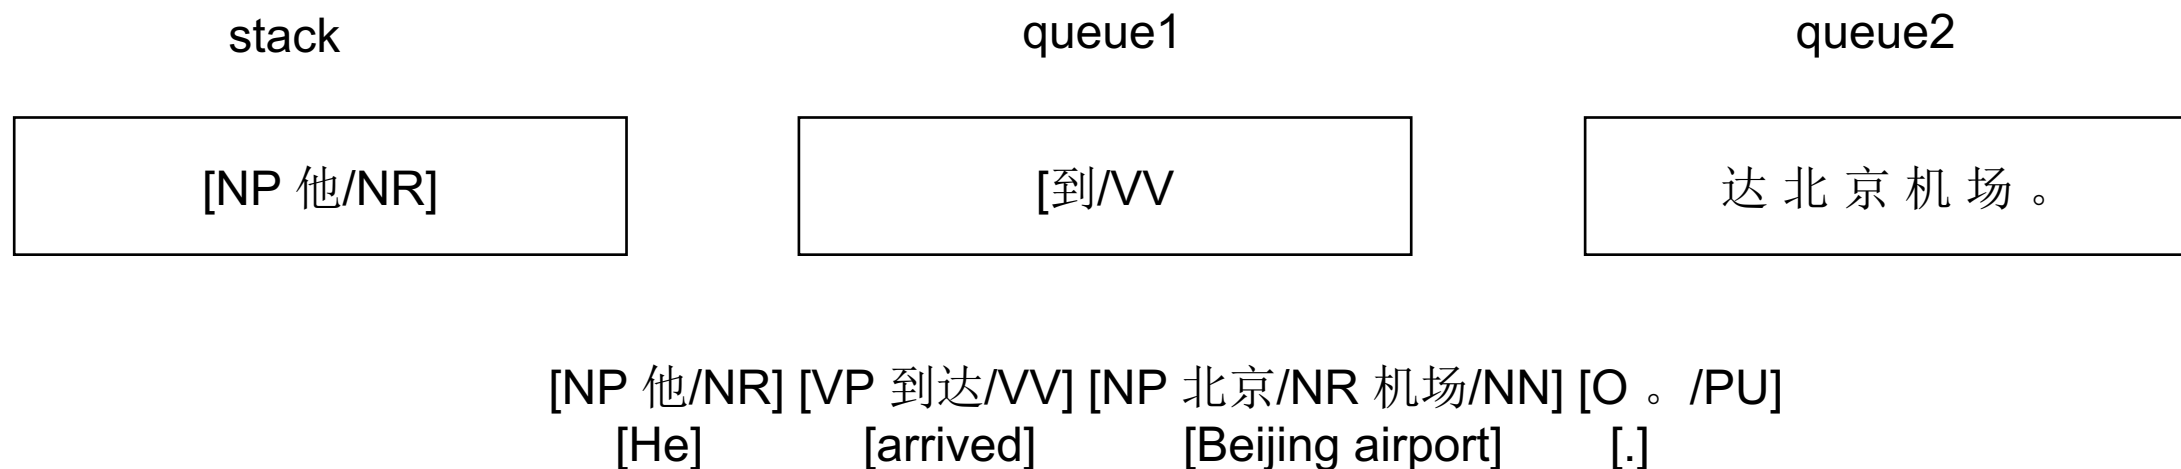 stack queue1 queue2
[NP 他/NR] [到/VV 达 北 京 机 场 。
[NP 他/NR] [VP 到达/VV] [NP 北京/NR 机场/NN] [O 。/PU]
[He] [arrived] [Beijing airport] [.]